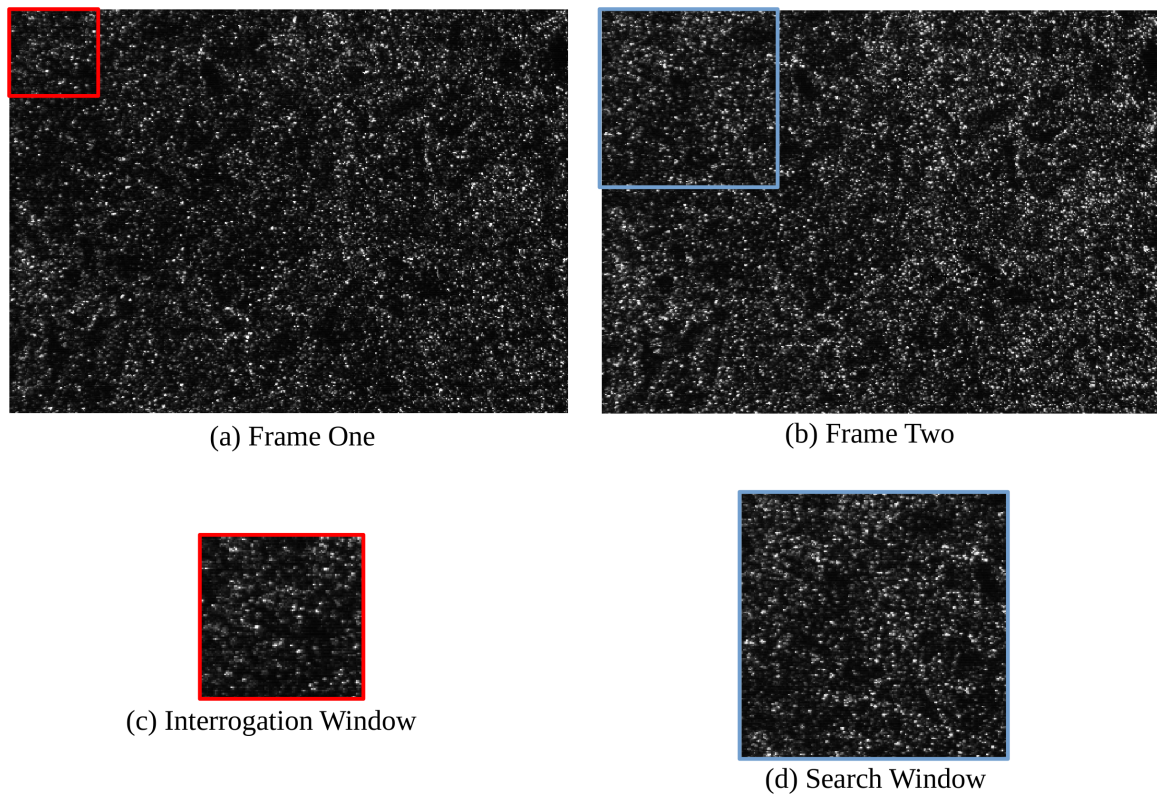 (a) Frame One
(b) Frame Two
(c) Interrogation Window
(d) Search Window